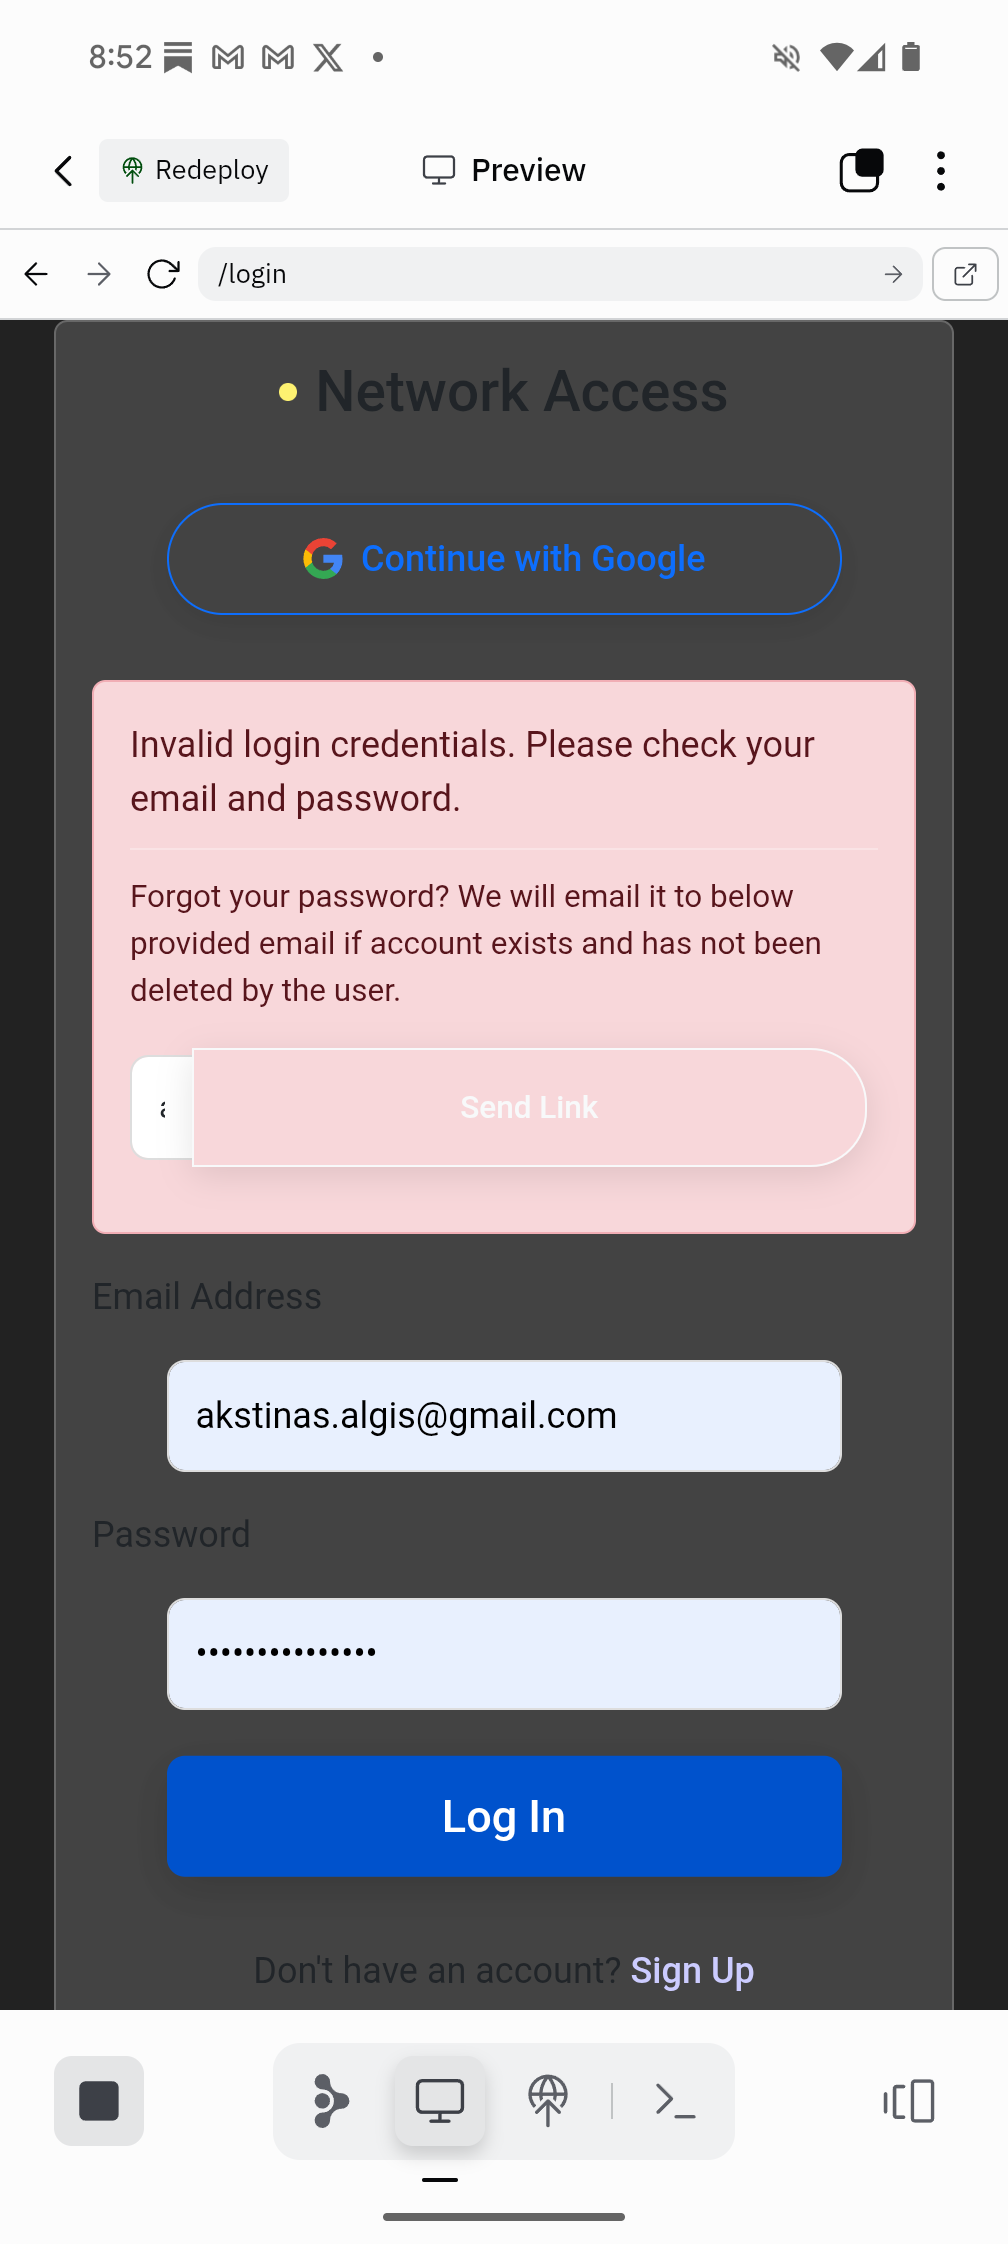 8:52
Redeploy
Preview
/login
Network Access
Continue with Google
Invalid login credentials. Please check your
email and password.
Forgot your password? We will email it to below
provided email if account exists and has not been
deleted by the user.
Send Link
Email Address
akstinas.algis@gmail.com
Password
•••••••••••••••
Log In
Don't have an account? Sign Up